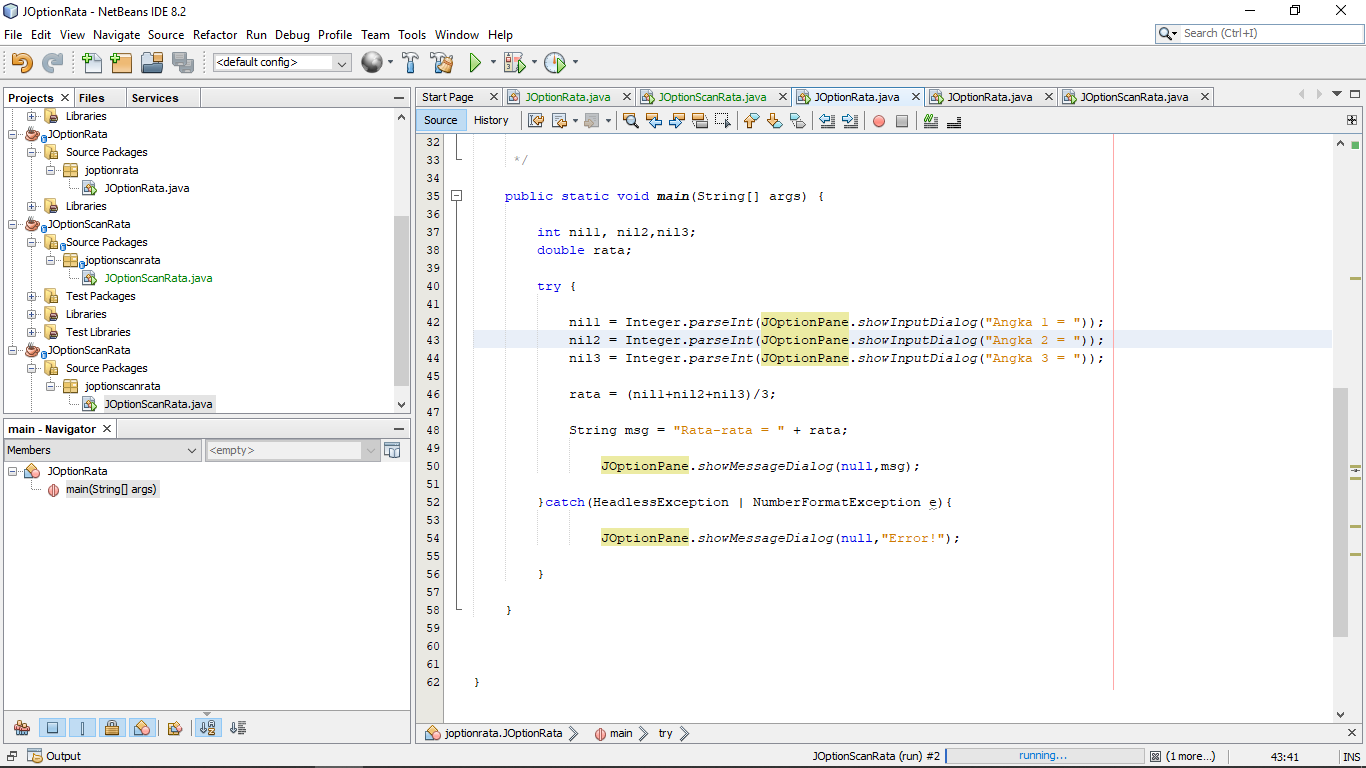 JOptionRata - NetBeans IDE 8.2
File Edit View Navigate Source Refactor Run Debug Profile Team Tools Window Help
Search (Ctrl+I)
<default config>
Projects Files Services
Libraries
JOptionRata
Source Packages
joptionrata
JOptionRata.java
Libraries
JOptionScanRata
Source Packages
joptionscanrata
JOptionScanRata.java
Test Packages
Libraries
Test Libraries
JOptionScanRata
Source Packages
joptionscanrata
JOptionScanRata.java
main - Navigator
Members <empty>
JOptionRata
main(String[] args)
Start Page JOptionRata.java JOptionScanRata.java JOptionRata.java JOptionRata.java JOptionScanRata.java
Source History
32
33 */
34
35 public static void main(String[] args) {
36
37 int nil1, nil2,nil3;
38 double rata;
39
40 try {
41
42 nil1 = Integer.parseInt(JOptionPane.showInputDialog("Angka 1 = "));
43 nil2 = Integer.parseInt(JOptionPane.showInputDialog("Angka 2 = "));
44 nil3 = Integer.parseInt(JOptionPane.showInputDialog("Angka 3 = "));
45
46 rata = (nil1+nil2+nil3)/3;
47
48 String msg = "Rata-rata = " + rata;
49
50 JOptionPane.showMessageDialog(null,msg);
51
52 }catch(HeadlessException | NumberFormatException e){
53
54 JOptionPane.showMessageDialog(null,"Error!");
55
56 }
57
58 }
59
60
61
62 }
joptionrata.JOptionRata main try
Output
JOptionScanRata (run) #2 running... (1 more...) 43:41 INS